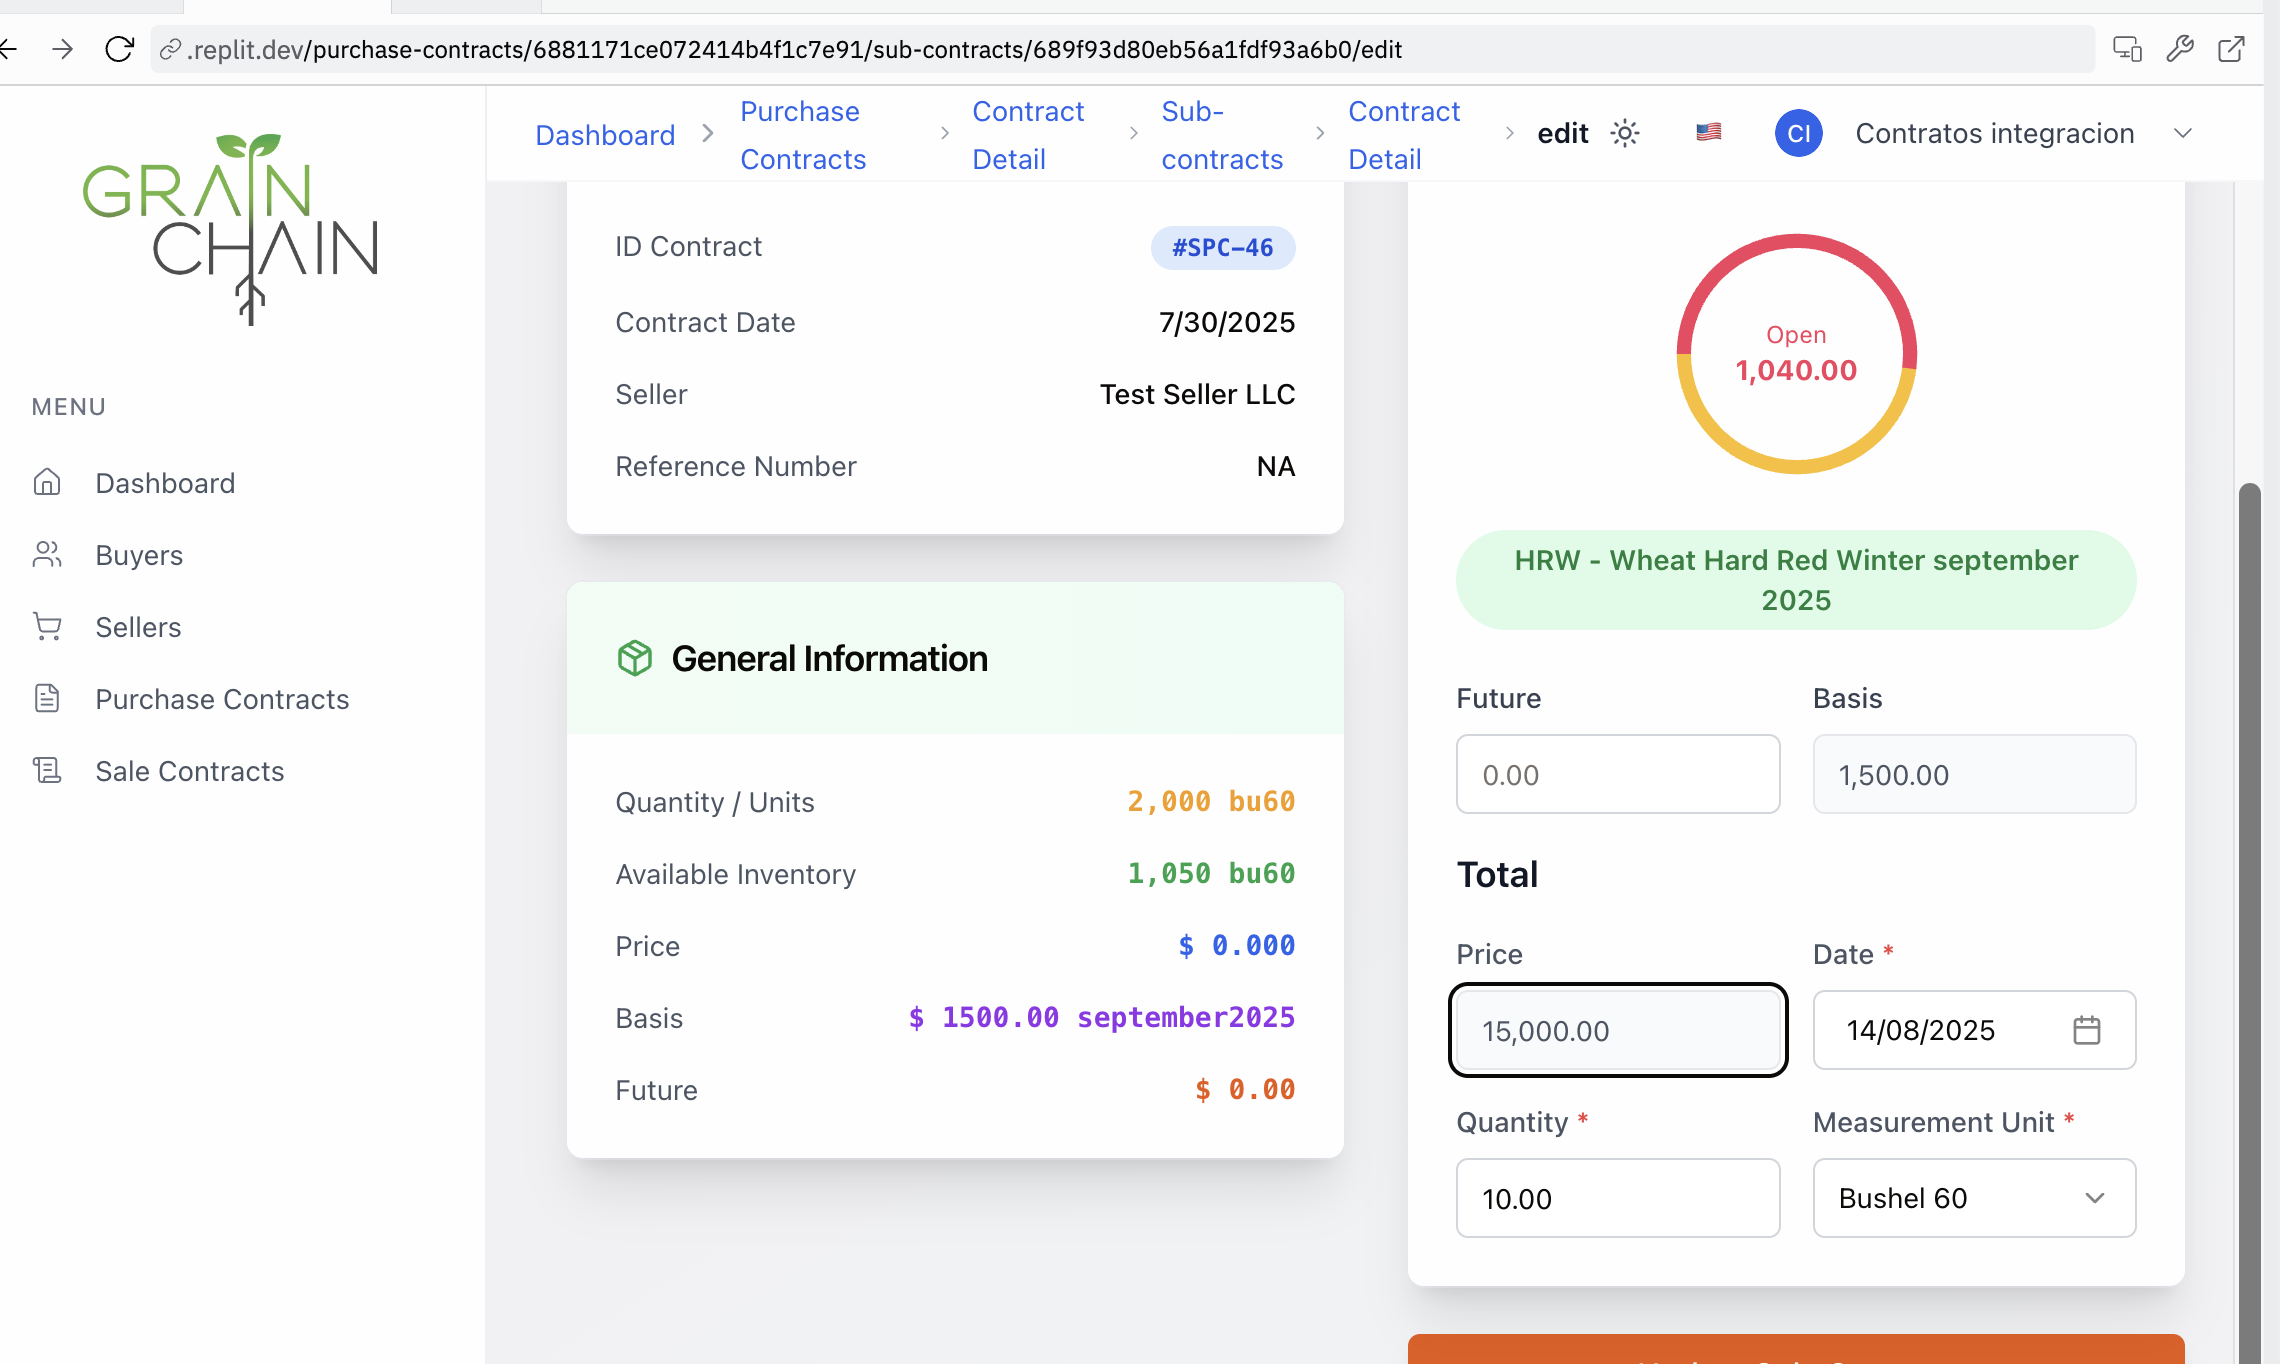 .replit.dev/purchase-contracts/6881171ce072414b4f1c7e91/sub-contracts/689f93d80eb56a1fdf93a6b0/edit
GRAIN
CHAIN
MENU
Dashboard
Buyers
Sellers
Purchase Contracts
Sale Contracts
Dashboard
Purchase
Contracts
Contract
Detail
Sub-
contracts
Contract
Detail
edit
CI
Contratos integracion
ID Contract
#SPC-46
Contract Date
7/30/2025
Seller
Test Seller LLC
Reference Number
NA
General Information
Quantity / Units
2,000 bu60
Available Inventory
1,050 bu60
Price
$ 0.000
Basis
$ 1500.00 september2025
Future
$ 0.00
Open
1,040.00
HRW - Wheat Hard Red Winter september
2025
Future
Basis
0.00
1,500.00
Total
Price
Date *
15,000.00
14/08/2025
Quantity *
Measurement Unit *
10.00
Bushel 60